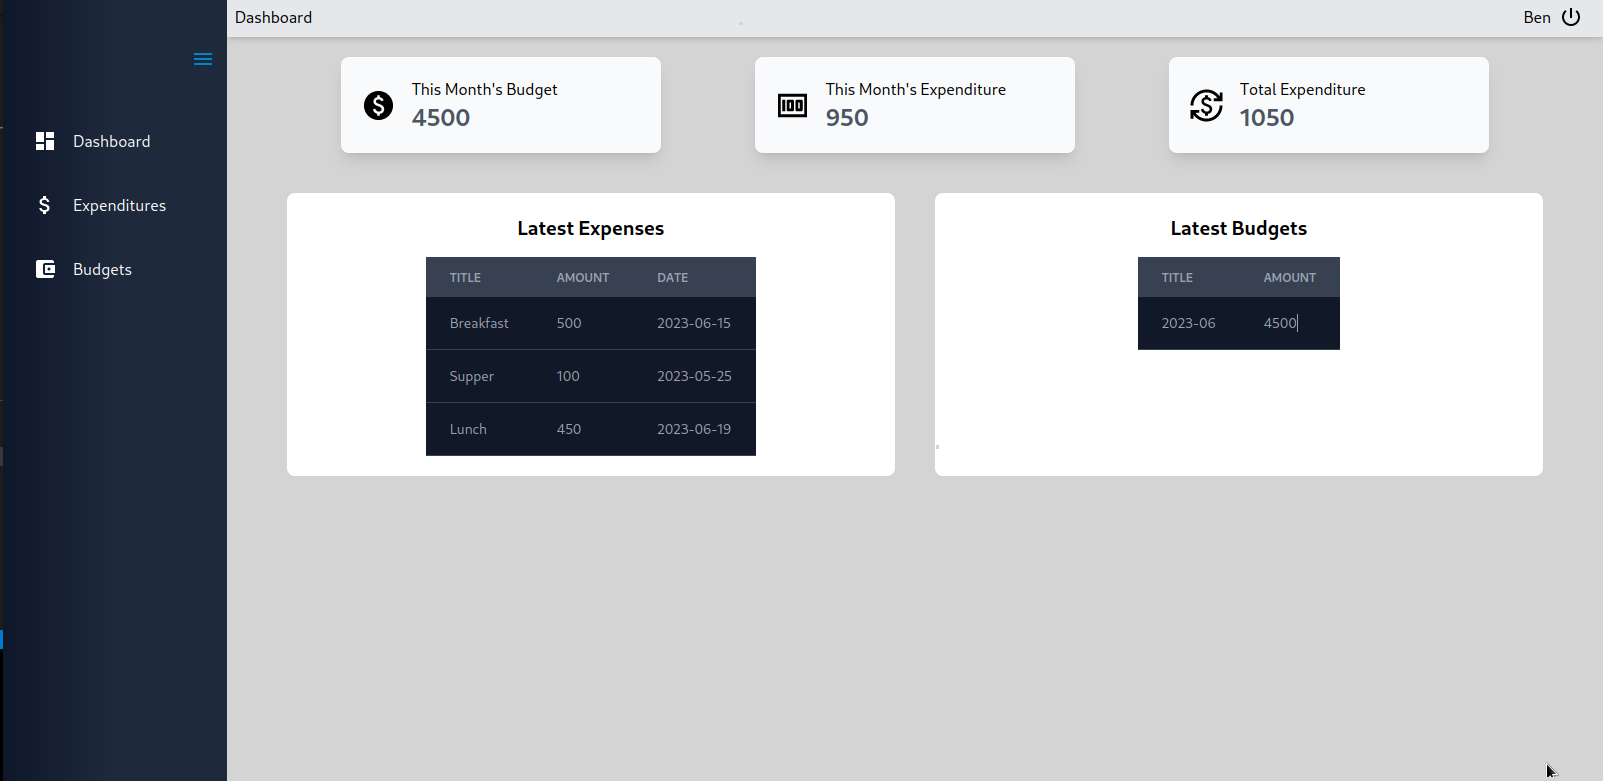 Dashboard
Ben
Dashboard
Expenditures
Budgets
This Month's Budget
4500
This Month's Expenditure
100
950
Total Expenditure
1050
Latest Expenses
TITLE AMOUNT DATE
Breakfast 500 2023-06-15
Supper 100 2023-05-25
Lunch 450 2023-06-19
Latest Budgets
TITLE AMOUNT
2023-06 4500